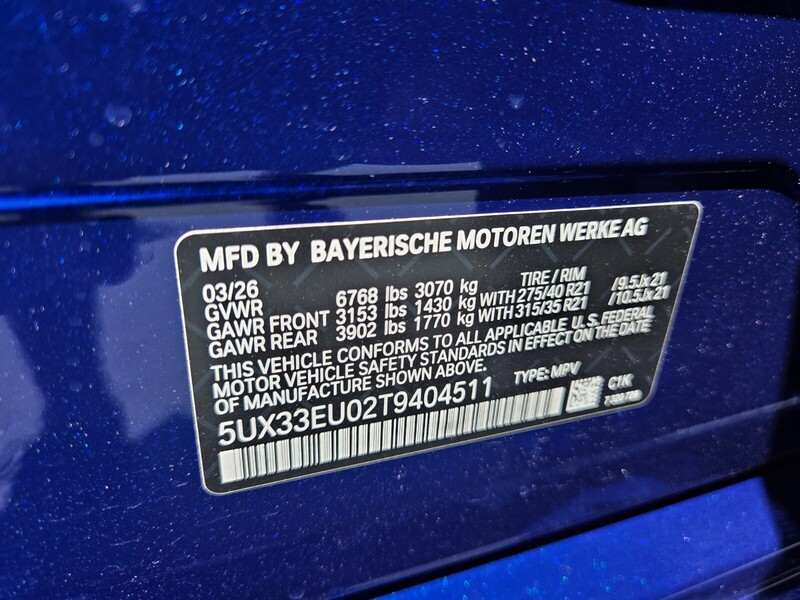 MFD BY BAYERISCHE MOTOREN WERKE AG
03/26 TIRE / RIM
GVWR 6768 lbs 3070 kg
GAWR FRONT 3153 lbs 1430 kg WITH 275/40 R21 /9.5Jx21
GAWR REAR 3902 lbs 1770 kg WITH 315/35 R21 /10.5Jx21
THIS VEHICLE CONFORMS TO ALL APPLICABLE U.S. FEDERAL
MOTOR VEHICLE SAFETY STANDARDS IN EFFECT ON THE DATE
OF MANUFACTURE SHOWN ABOVE.
5UX33EU02T9404511 TYPE: MPV
C1K